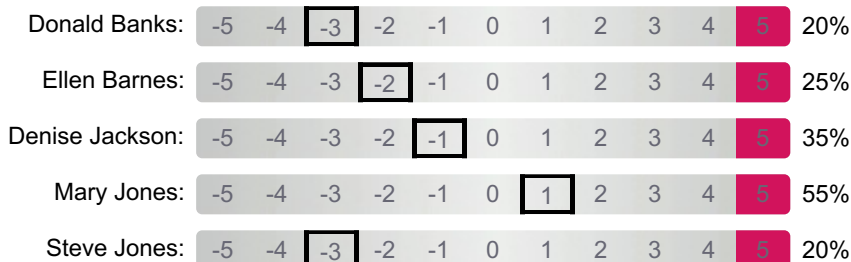 Donald Banks: -5 -4 -3 -2 -1 0 1 2 3 4 5 20%
Ellen Barnes: -5 -4 -3 -2 -1 0 1 2 3 4 5 25%
Denise Jackson: -5 -4 -3 -2 -1 0 1 2 3 4 5 35%
Mary Jones: -5 -4 -3 -2 -1 0 1 2 3 4 5 55%
Steve Jones: -5 -4 -3 -2 -1 0 1 2 3 4 5 20%